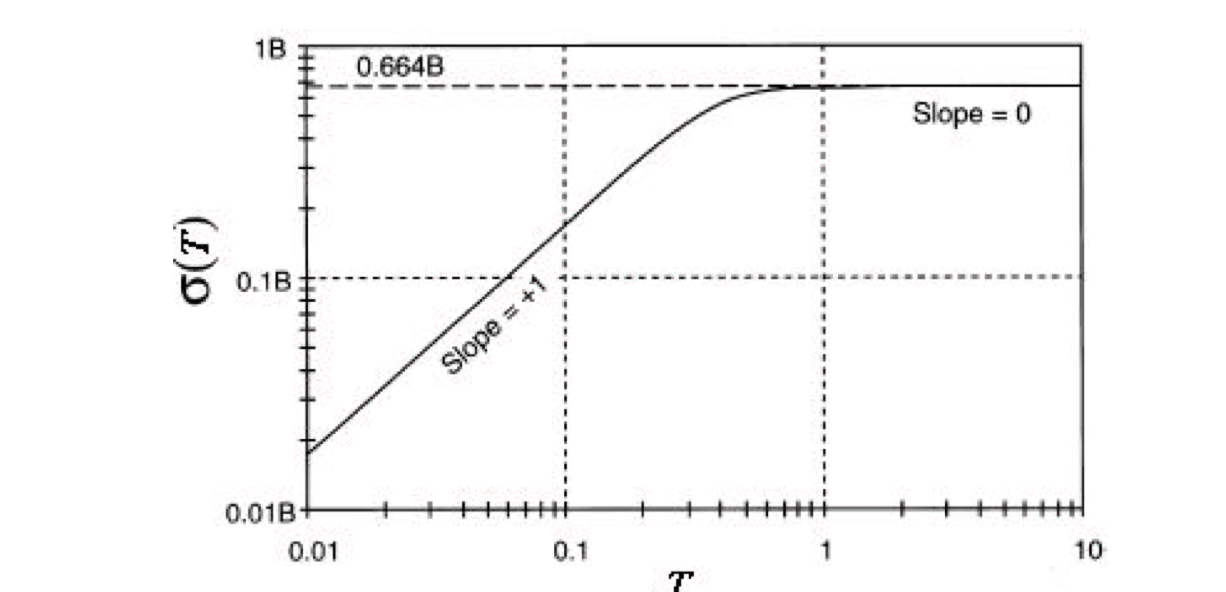 1B
0.664B
Slope = 0
σ(T)
0.1B
Slope = +1
0.01B
0.01 0.1 1 10
T